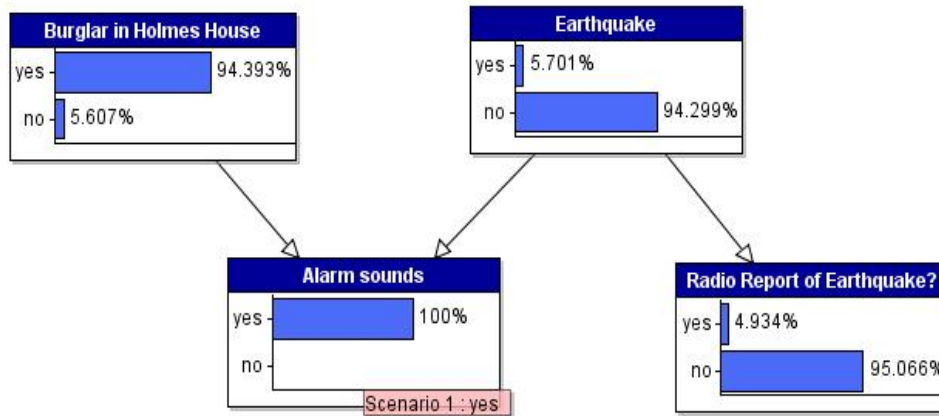 Burglar in Holmes House
yes
94.393%
no
5.607%
Earthquake
yes
5.701%
no
94.299%
Alarm sounds
yes
100%
no
Scenario 1 : yes
Radio Report of Earthquake?
yes
4.934%
no
95.066%